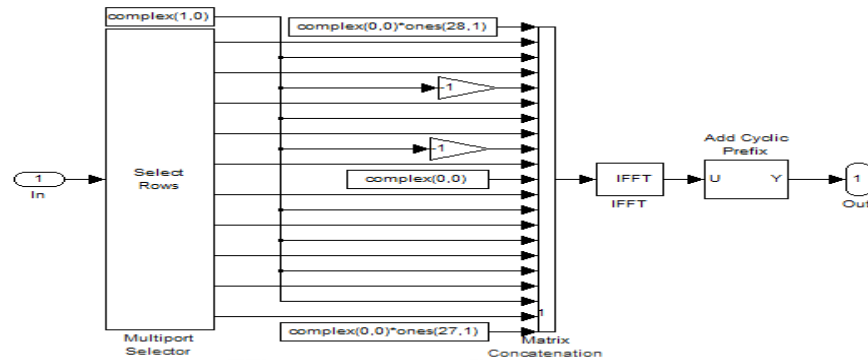 complex(1,0)
complex(0,0)*ones(28,1)
-1
-1
Add Cyclic
Prefix
1
In
Select
Rows
complex(0,0)
IFFT
IFFT
U
Y
1
Out
1
complex(0,0)*ones(27,1)
Multiport
Selector
Matrix
Concatenation